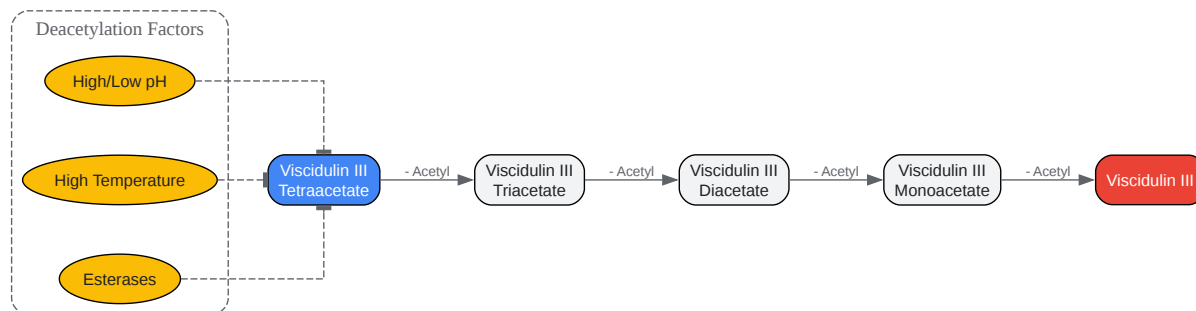 Deacetylation Factors
High/Low pH
High Temperature
Esterases
Viscidulin III
Tetraacetate
- Acetyl
Viscidulin III
Triacetate
- Acetyl
Viscidulin III
Diacetate
- Acetyl
Viscidulin III
Monoacetate
- Acetyl
Viscidulin III